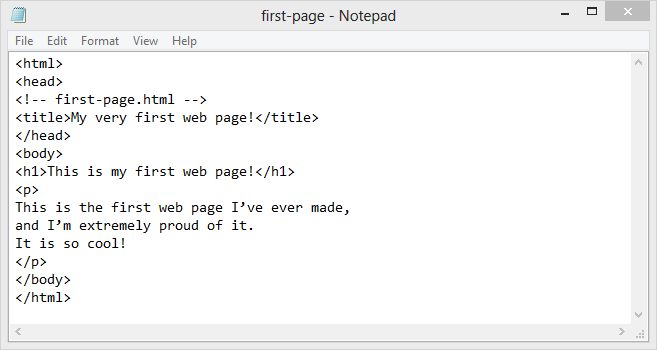 first-page - Notepad
File Edit Format View Help
<html>
<head>
<!-- first-page.html -->
<title>My very first web page!</title>
</head>
<body>
<h1>This is my first web page!</h1>
<p>
This is the first web page I’ve ever made,
and I’m extremely proud of it.
It is so cool!
</p>
</body>
</html>